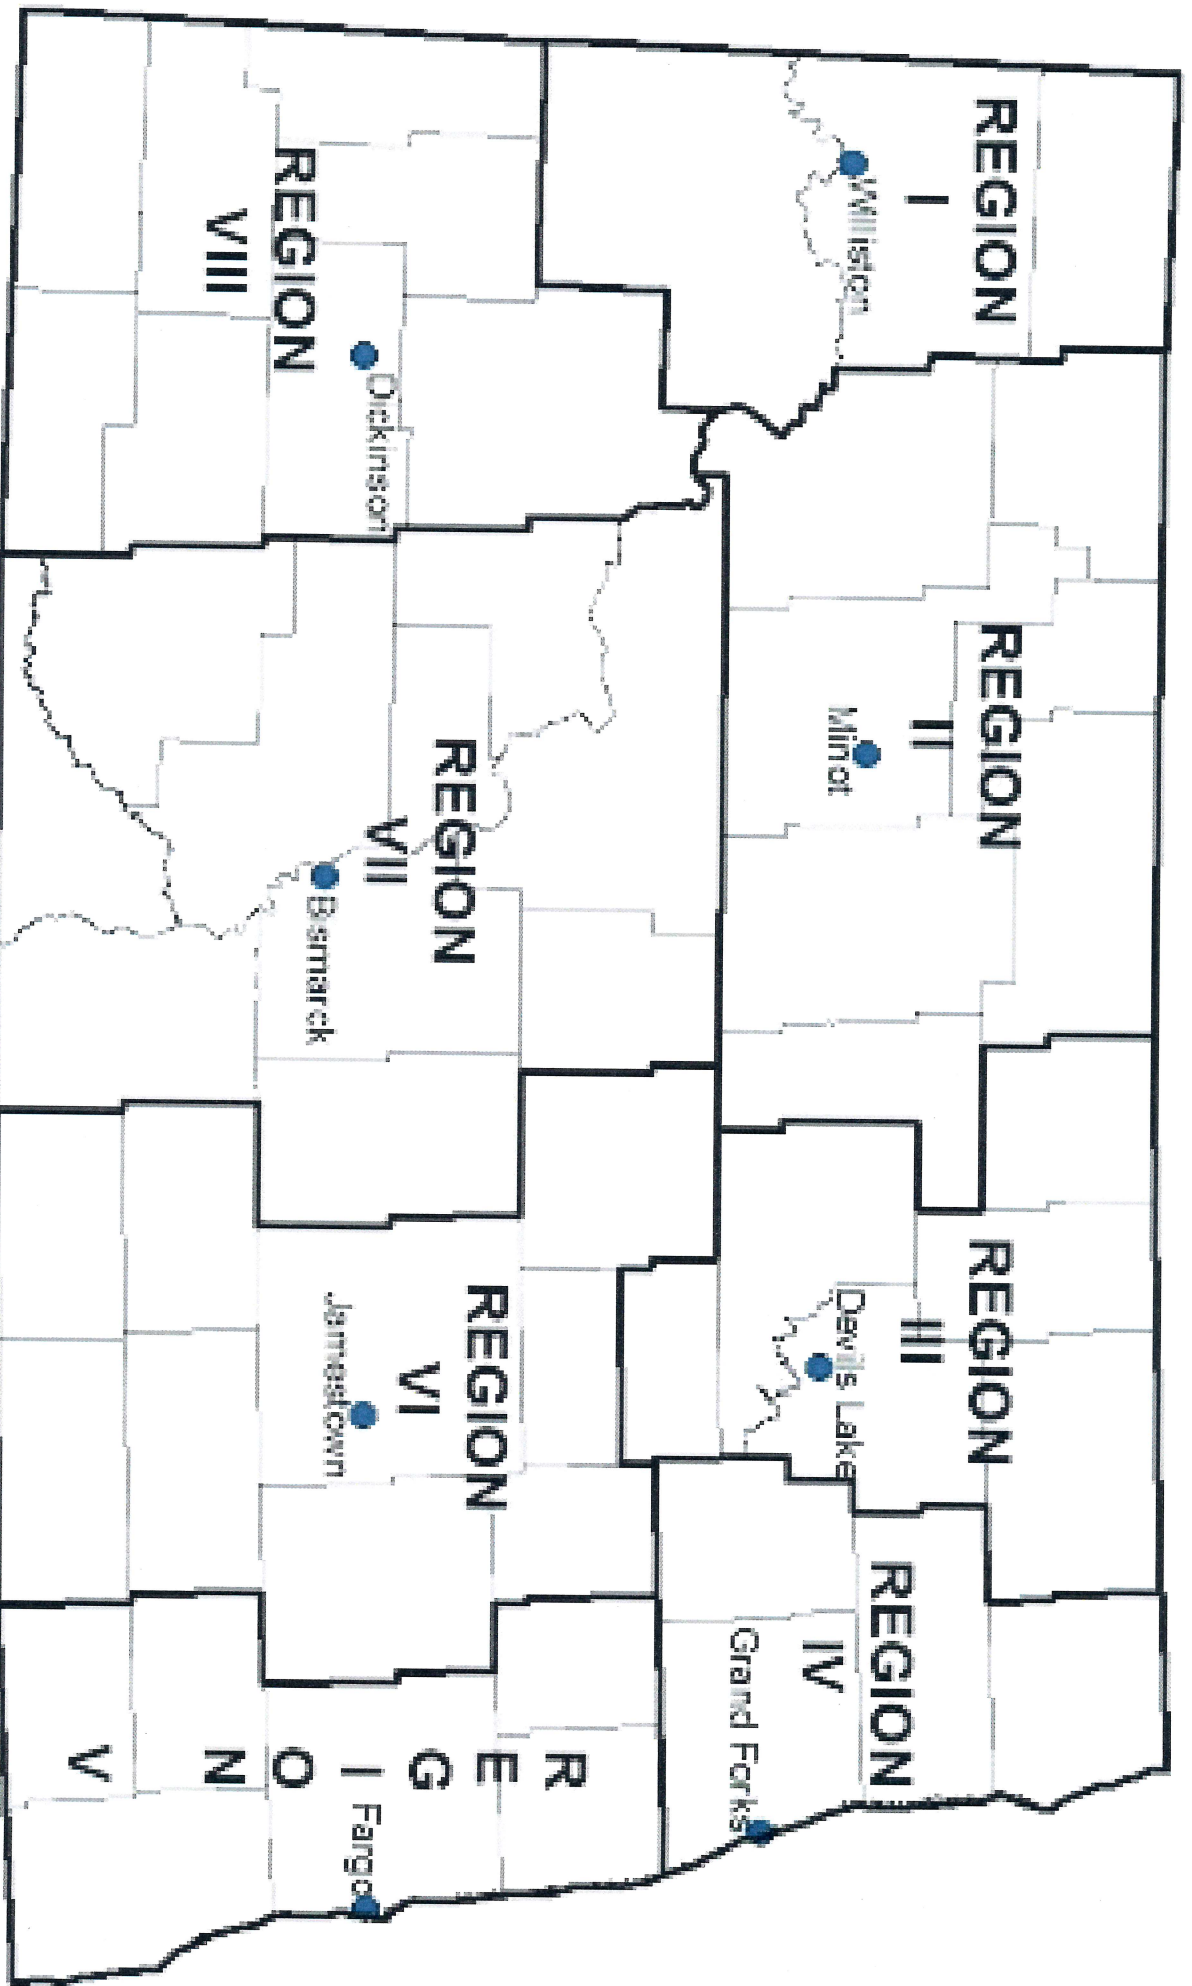 REGION
I
Williston
REGION
II
Minot
REGION
III
Devils Lake
REGION
IV
Grand Forks
REGION
VIII
Dickinson
REGION
VII
Bismarck
REGION
VI
Jamestown
R
E
G
I
O
N
V
Fargo